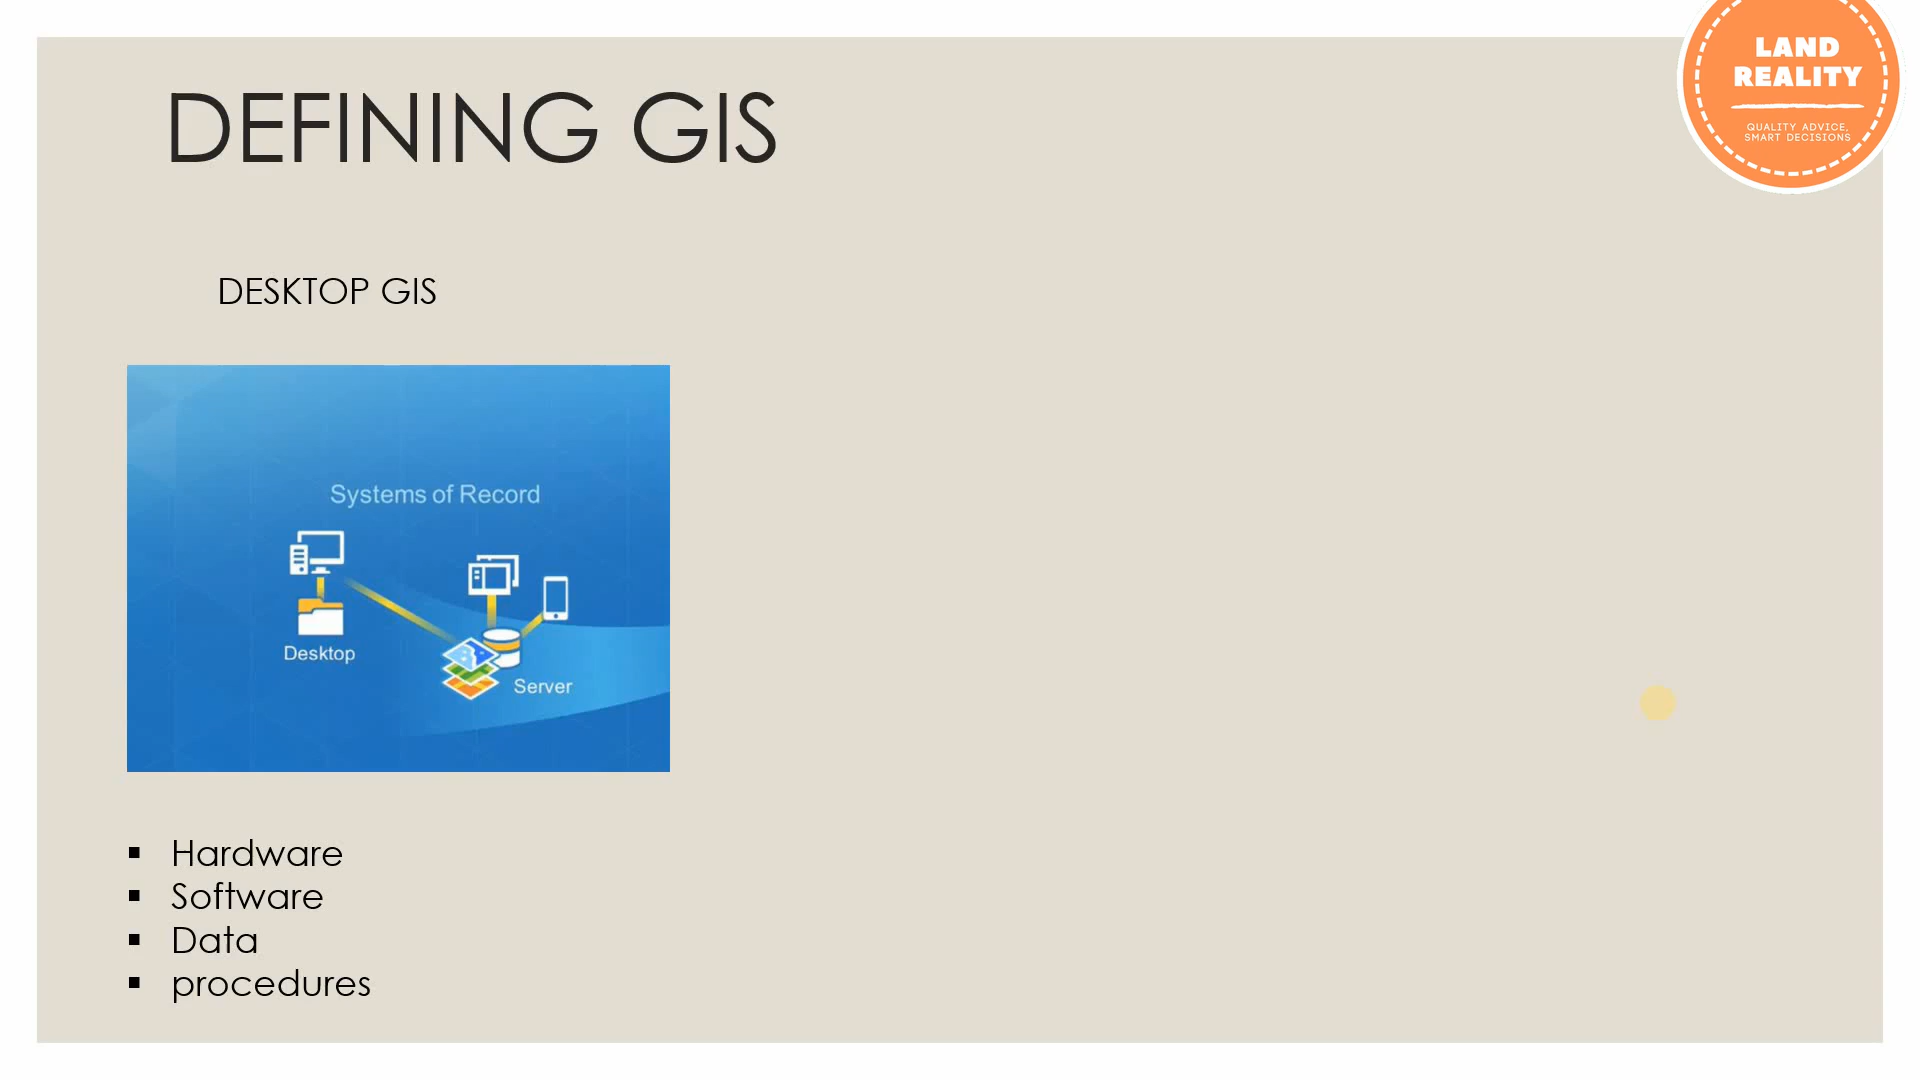 DEFINING GIS
LAND
REALITY
QUALITY ADVICE,
SMART DECISIONS
DESKTOP GIS
Systems of Record
Desktop
Server
▪ Hardware
▪ Software
▪ Data
▪ procedures